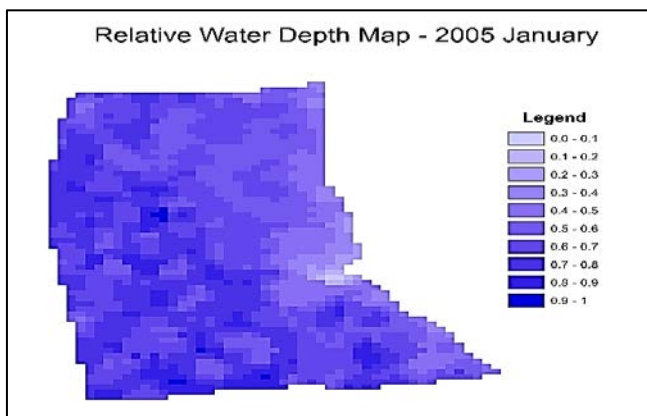 Relative Water Depth Map - 2005 January
Legend
0.0 - 0.1
0.1 - 0.2
0.2 - 0.3
0.3 - 0.4
0.4 - 0.5
0.5 - 0.6
0.6 - 0.7
0.7 - 0.8
0.8 - 0.9
0.9 - 1